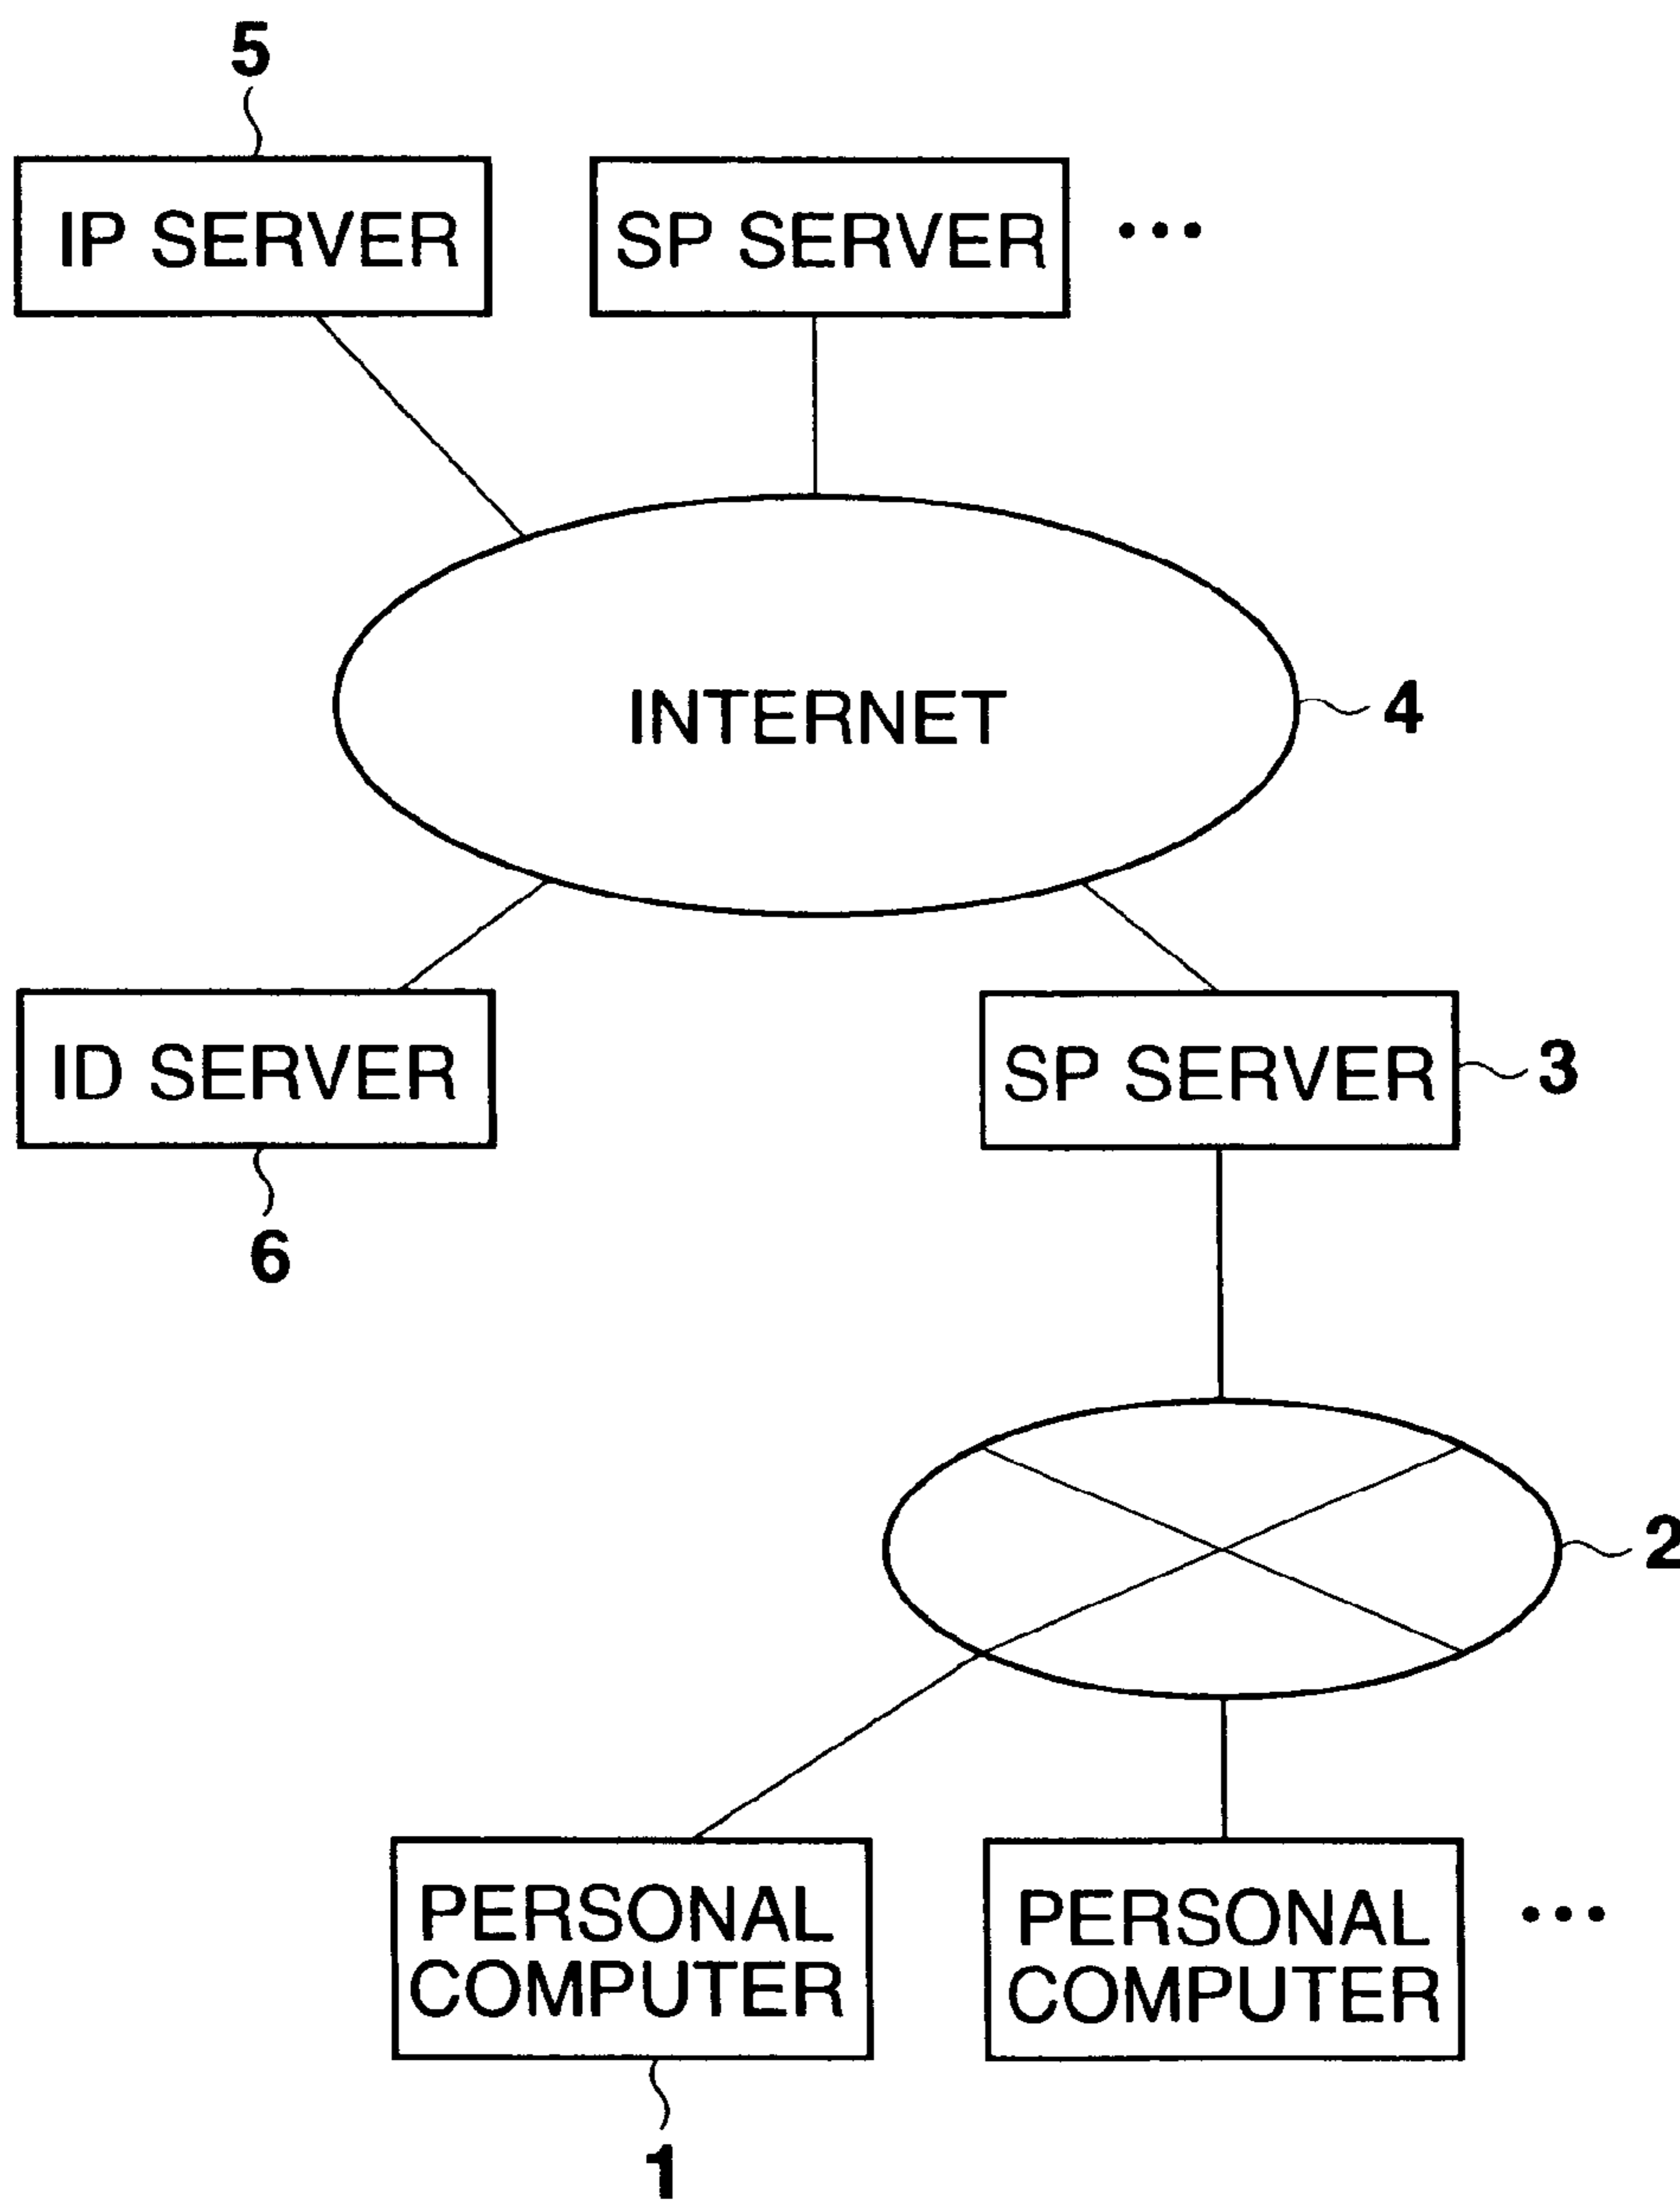 5
IP SERVER
SP SERVER
•••
INTERNET
4
ID SERVER
SP SERVER
3
6
2
PERSONAL
COMPUTER
PERSONAL
COMPUTER
•••
1